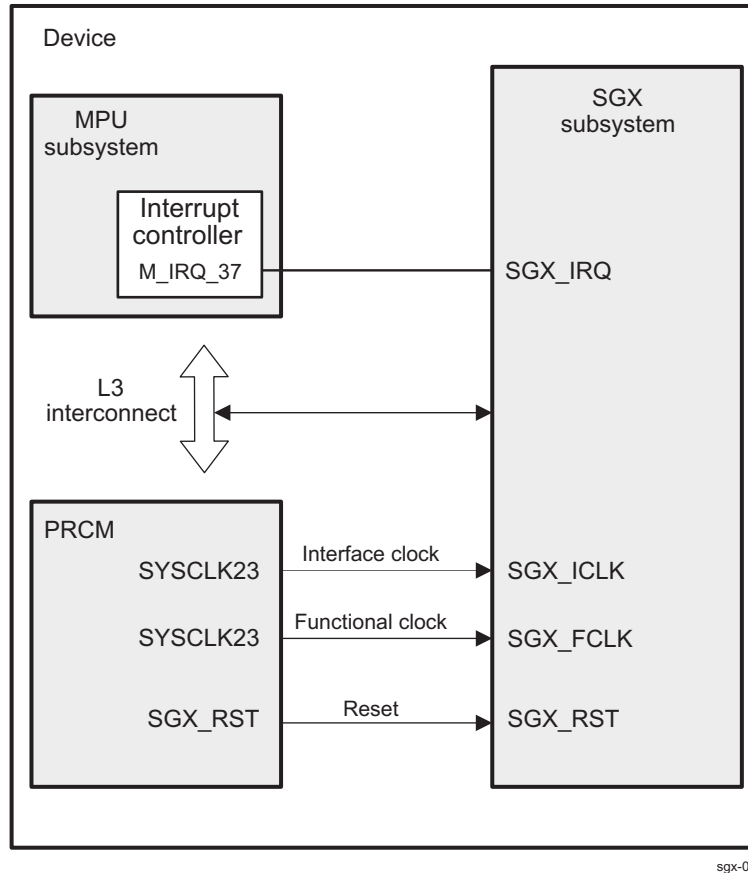 Device
MPU
subsystem
Interrupt
controller
M_IRQ_37
SGX
subsystem
SGX_IRQ
L3
interconnect
PRCM
SYSCLK23
Interface clock
SGX_ICLK
SYSCLK23
Functional clock
SGX_FCLK
SGX_RST
Reset
SGX_RST